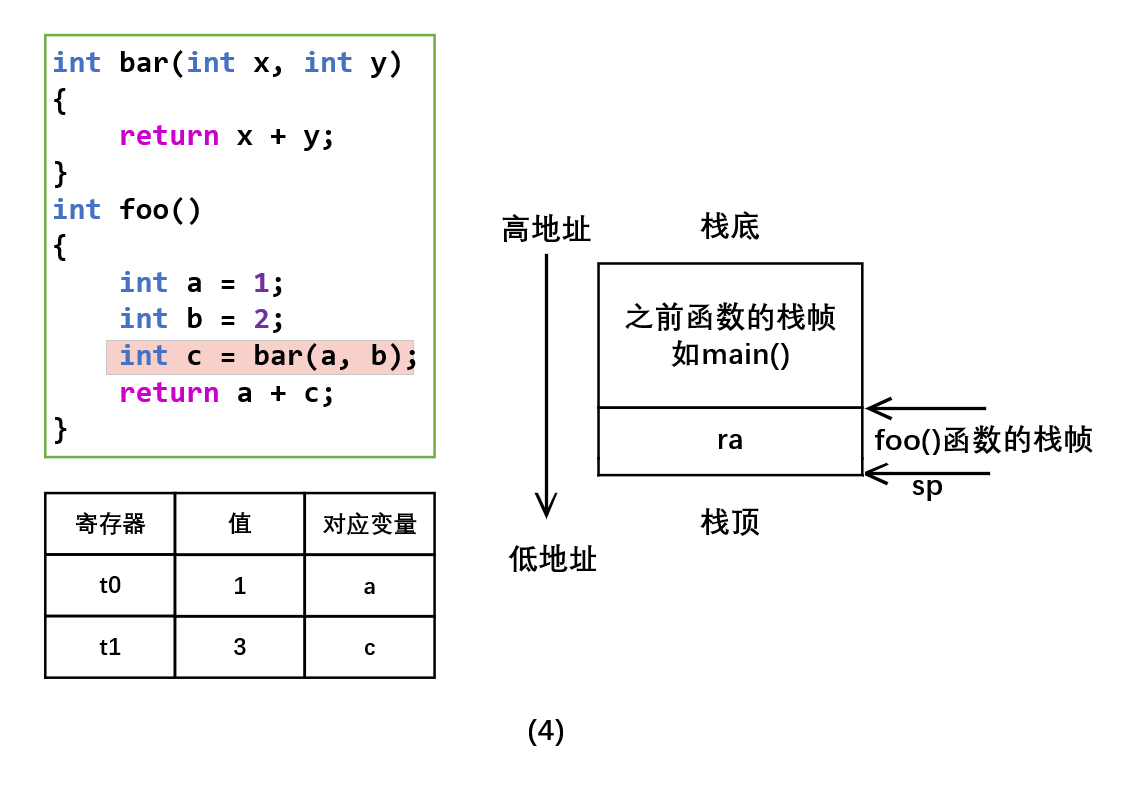 int bar(int x, int y)
{
    return x + y;
}
int foo()
{
    int a = 1;
    int b = 2;
    int c = bar(a, b);
    return a + c;
}
寄存器 值 对应变量
t0 1 a
t1 3 c
高地址
低地址
栈底
之前函数的栈帧
如main()
ra
foo()函数的栈帧
sp
栈顶
(4)